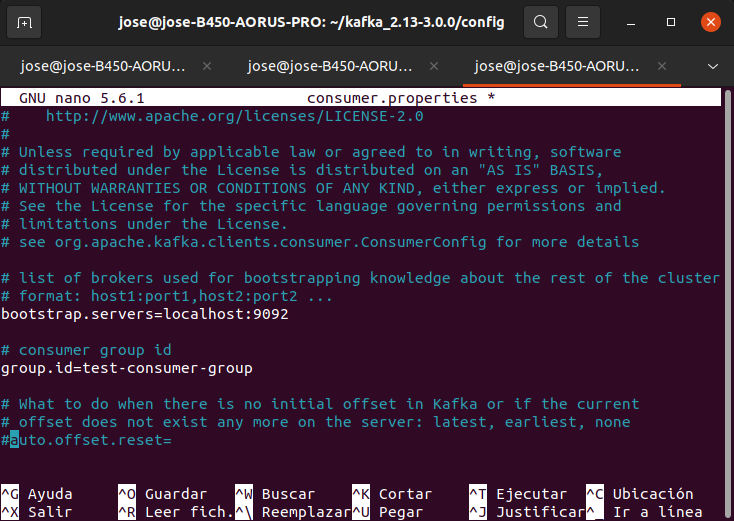 jose@jose-B450-AORUS-PRO: ~/kafka_2.13-3.0.0/config
jose@jose-B450-AORU... × jose@jose-B450-AORU... × jose@jose-B450-AORU... ×
GNU nano 5.6.1 consumer.properties *
#    http://www.apache.org/licenses/LICENSE-2.0
#
# Unless required by applicable law or agreed to in writing, software
# distributed under the License is distributed on an "AS IS" BASIS,
# WITHOUT WARRANTIES OR CONDITIONS OF ANY KIND, either express or implied.
# See the License for the specific language governing permissions and
# limitations under the License.
# see org.apache.kafka.clients.consumer.ConsumerConfig for more details
# list of brokers used for bootstrapping knowledge about the rest of the cluster
# format: host1:port1,host2:port2 ...
bootstrap.servers=localhost:9092
# consumer group id
group.id=test-consumer-group
# What to do when there is no initial offset in Kafka or if the current
# offset does not exist any more on the server: latest, earliest, none
#auto.offset.reset=
^G Ayuda ^O Guardar ^W Buscar ^K Cortar ^T Ejecutar ^C Ubicación
^X Salir ^R Leer fich. ^\ Reemplazar ^U Pegar ^J Justificar ^_ Ir a línea